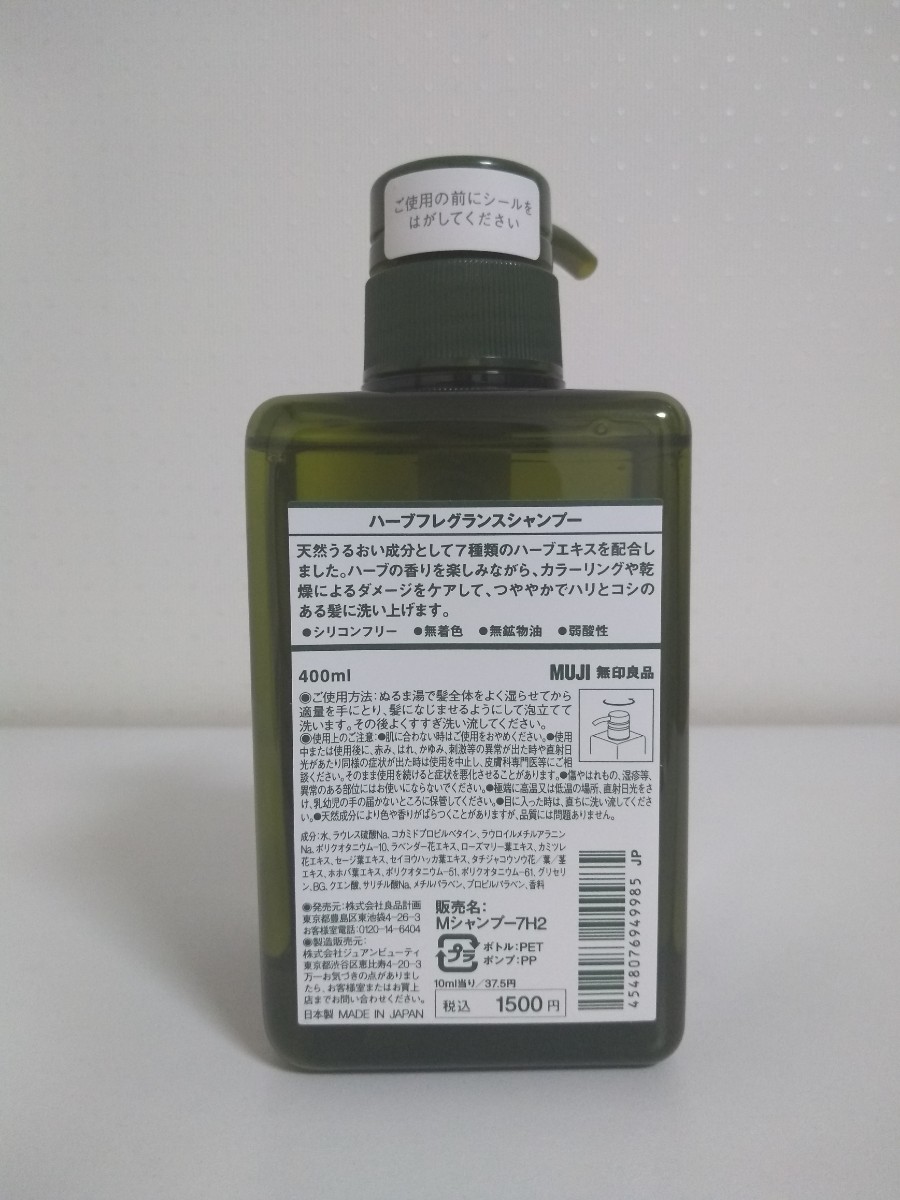 ご使用の前にシールを
はがしてください
ハーブフレグランスシャンプー
天然うるおい成分として7種類のハーブエキスを配合し
ました。ハーブの香りを楽しみながら、カラーリングや乾
燥によるダメージをケアして、つややかでハリとコシの
ある髪に洗い上げます。
●シリコンフリー ●無着色 ●無鉱物油 ●弱酸性
400ml
MUJI 無印良品
◉ご使用方法:ぬるま湯で髪全体をよく湿らせてから
適量を手にとり、髪になじませるようにして泡立てて
洗います。その後よくすすぎ洗い流してください。
◉使用上のご注意:●肌に合わない時はご使用をおやめください。●使用
中または使用後に、赤み、はれ、かゆみ、刺激等の異常が出た時や直射日
光があたり同様の症状が出た時は使用を中止し、皮膚科専門医等にご相
談ください。そのまま使用を続けると症状を悪化させることがあります。●傷やはれもの、湿疹等、
異常のある部位にはお使いにならないでください。●極端に高温又は低温の場所、直射日光をさ
け、乳幼児の手の届かないところに保管してください。●目に入った時は、直ちに洗い流してくださ
い。●天然成分により色や香りがばらつくことがありますが、品質には問題ありません。
成分:水、ラウレス硫酸Na、コカミドプロピルベタイン、ラウロイルメチルアラニン
Na、ポリクオタニウム-10、ラベンダー花エキス、ローズマリー葉エキス、カミツレ
花エキス、セージ葉エキス、セイヨウハッカ葉エキス、タチジャコウソウ花/葉/茎
エキス、ホホバ葉エキス、ポリクオタニウム-51、ポリクオタニウム-61、グリセリ
ン、BG、クエン酸、サリチル酸Na、メチルパラベン、プロピルパラベン、香料
◉発売元:株式会社良品計画
東京都豊島区東池袋4-26-3
お客様室電話:0120-14-6404
◉製造販売元:
株式会社ジュアンビューティ
東京都渋谷区恵比寿4-20-3
万一お気づきの点がありまし
たら、お客様室またはお買上
店までお問い合わせください。
日本製 MADE IN JAPAN
販売名:
Mシャンプー7H2
プラ
ボトル:PET
ポンプ:PP
10ml当り/37.5円
税込 1500円
4548076949985 JP